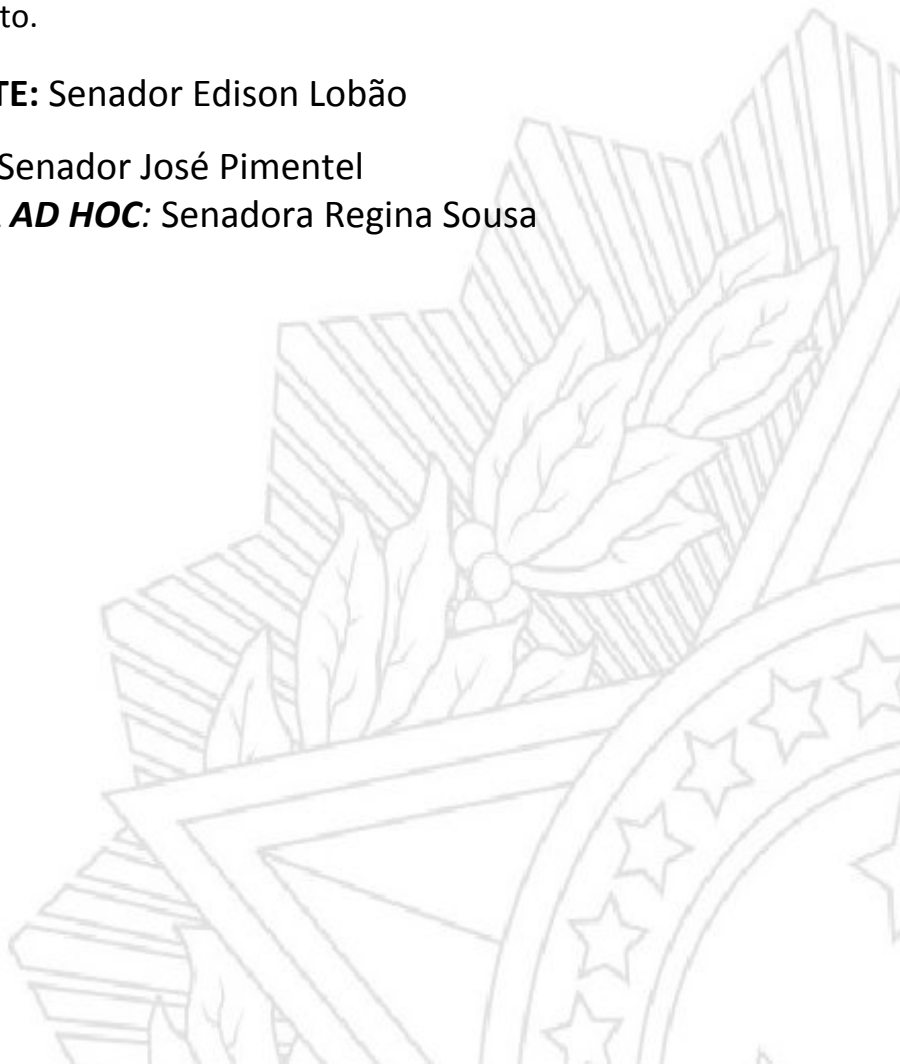 to.
TE: Senador Edison Lobão
Senador José Pimentel
AD HOC: Senadora Regina Sousa